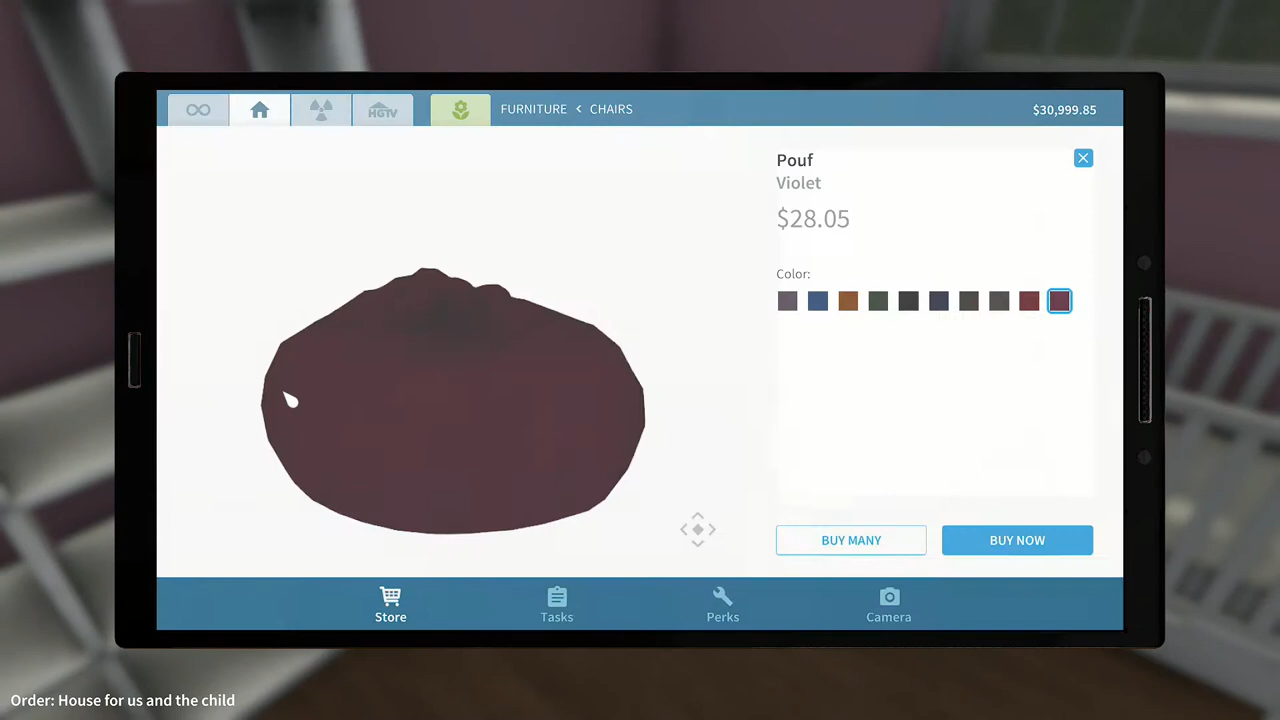 HGTV
FURNITURE < CHAIRS
$30,999.85
Pouf
Violet
$28.05
Color:
BUY MANY
BUY NOW
Store
Tasks
Perks
Camera
Order: House for us and the child